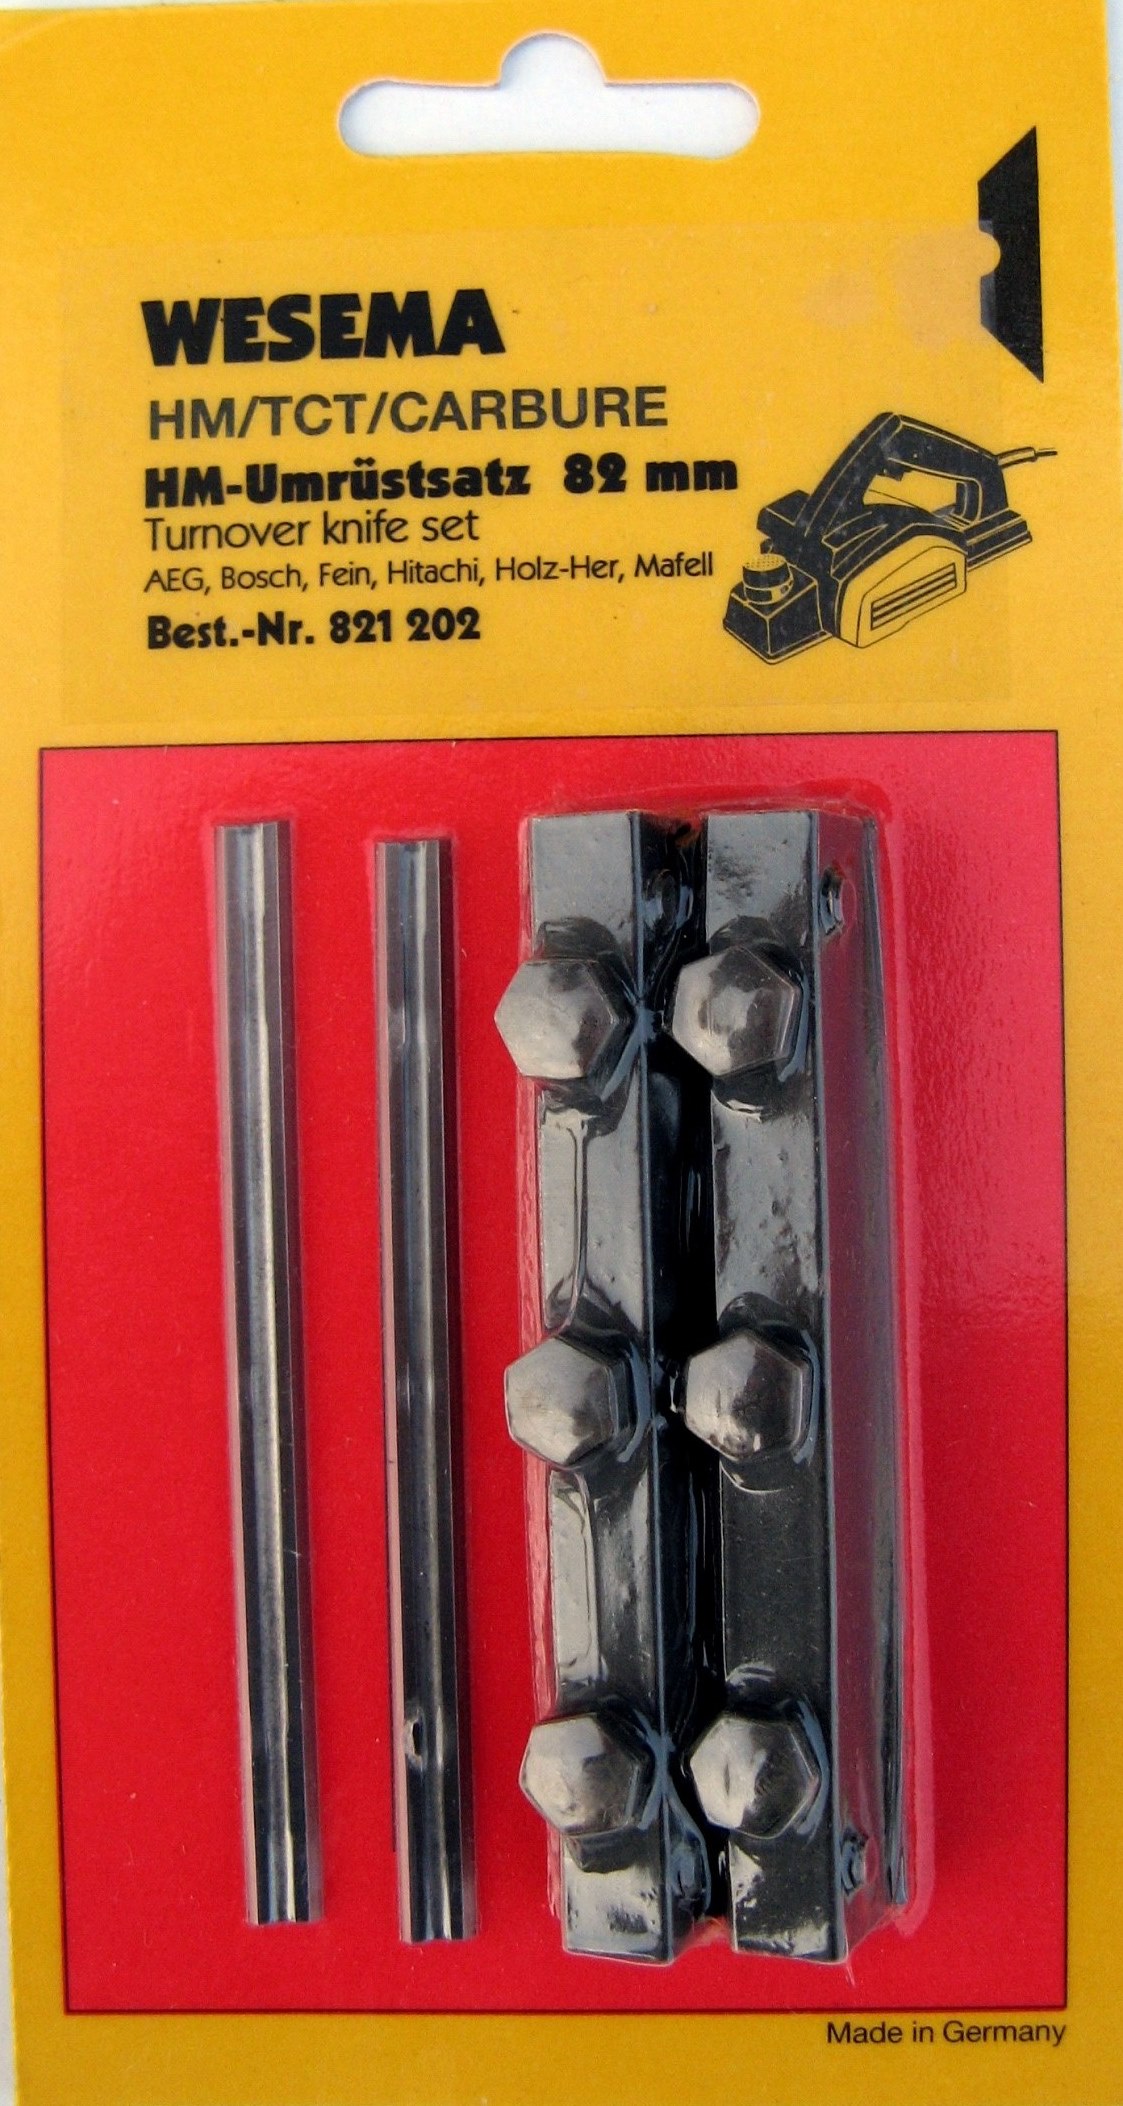 WESEMA
HM/TCT/CARBURE
HM-Umrüstsatz 82 mm
Turnover knife set
AEG, Bosch, Fein, Hitachi, Holz-Her, Mafell
Best.-Nr. 821 202
Made in Germany